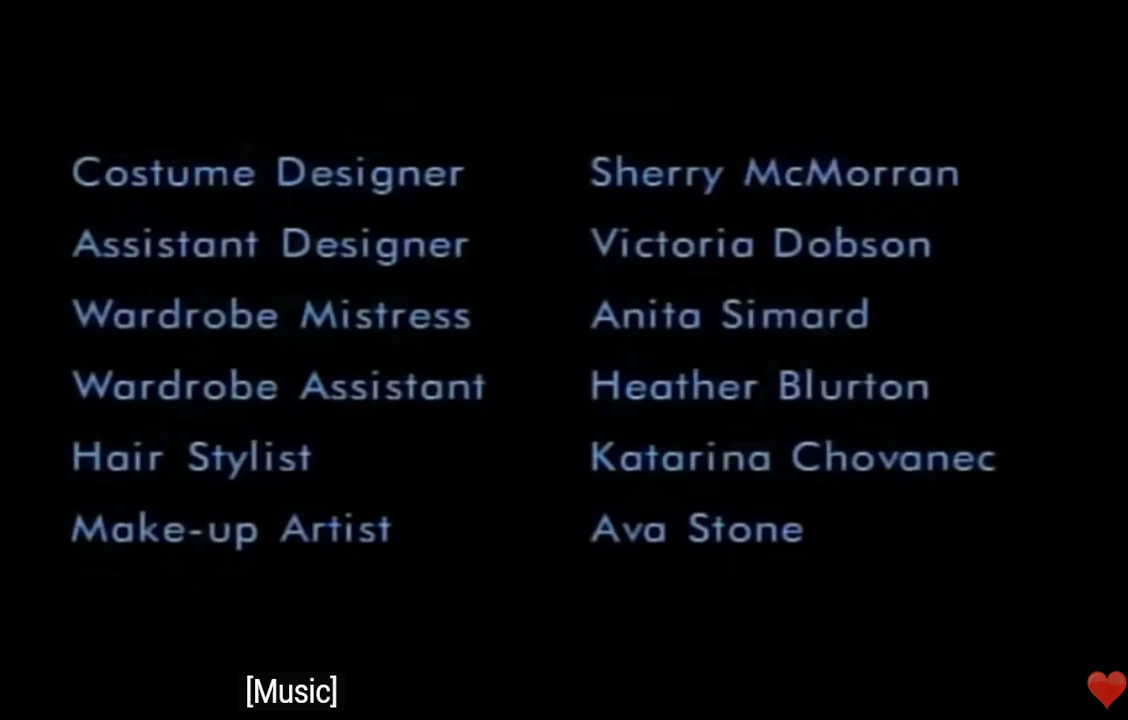 Costume Designer Sherry McMorran
Assistant Designer Victoria Dobson
Wardrobe Mistress Anita Simard
Wardrobe Assistant Heather Blurton
Hair Stylist Katarina Chovanec
Make-up Artist Ava Stone
[Music]